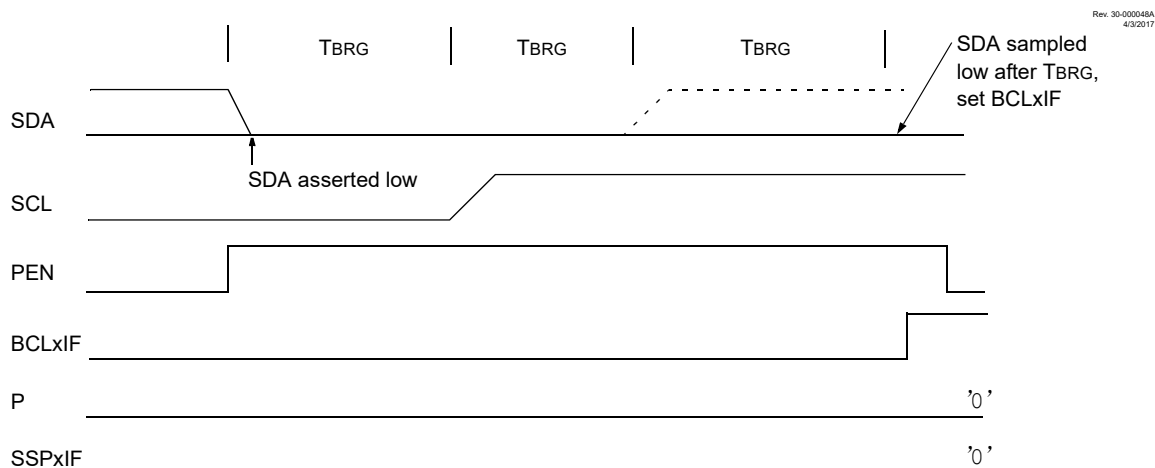 Rev. 30-000048A
4/3/2017
TBRG TBRG TBRG
SDA sampled
low after TBRG,
set BCLxIF
SDA
SDA asserted low
SCL
PEN
BCLxIF
P '0'
SSPxIF '0'